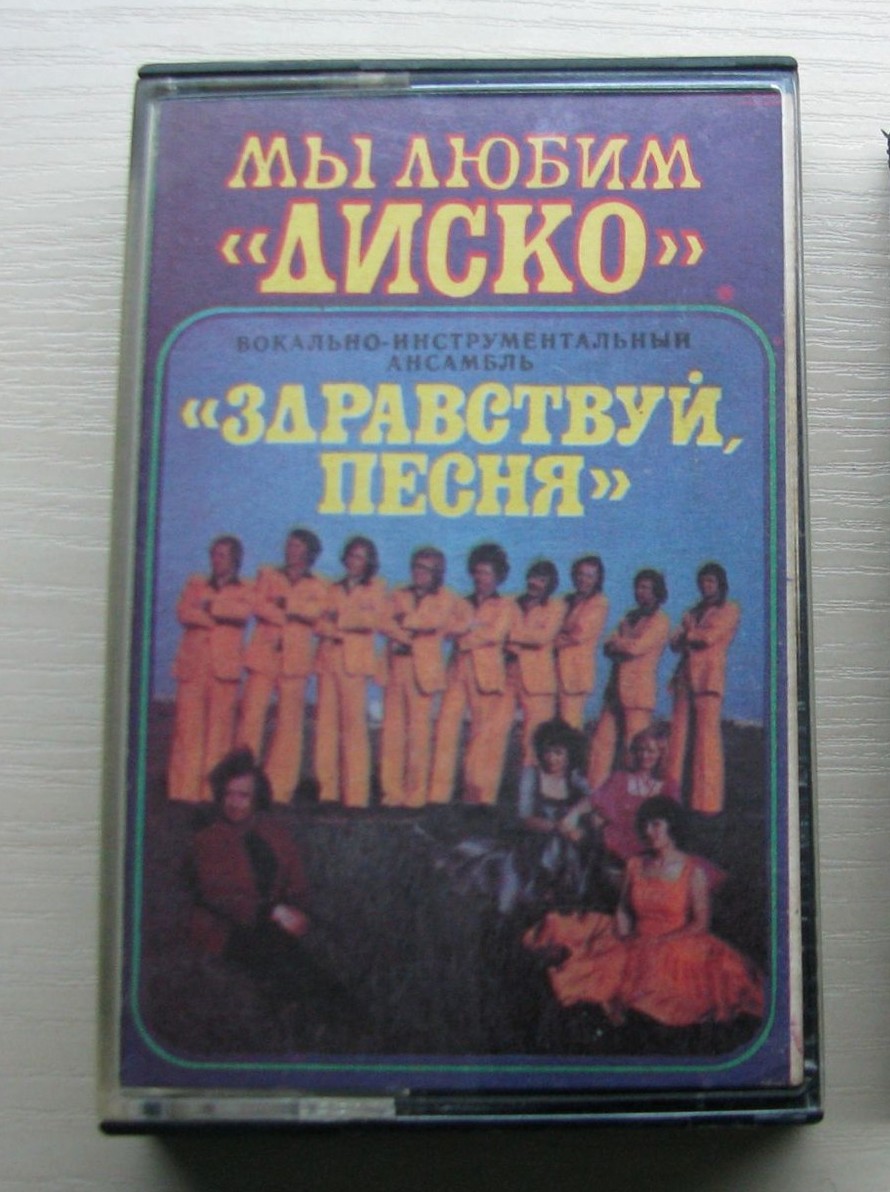 МЫ ЛЮБИМ
«ДИСКО»
ВОКАЛЬНО-ИНСТРУМЕНТАЛЬНЫЙ
АНСАМБЛЬ
«ЗДРАВСТВУЙ,
ПЕСНЯ»